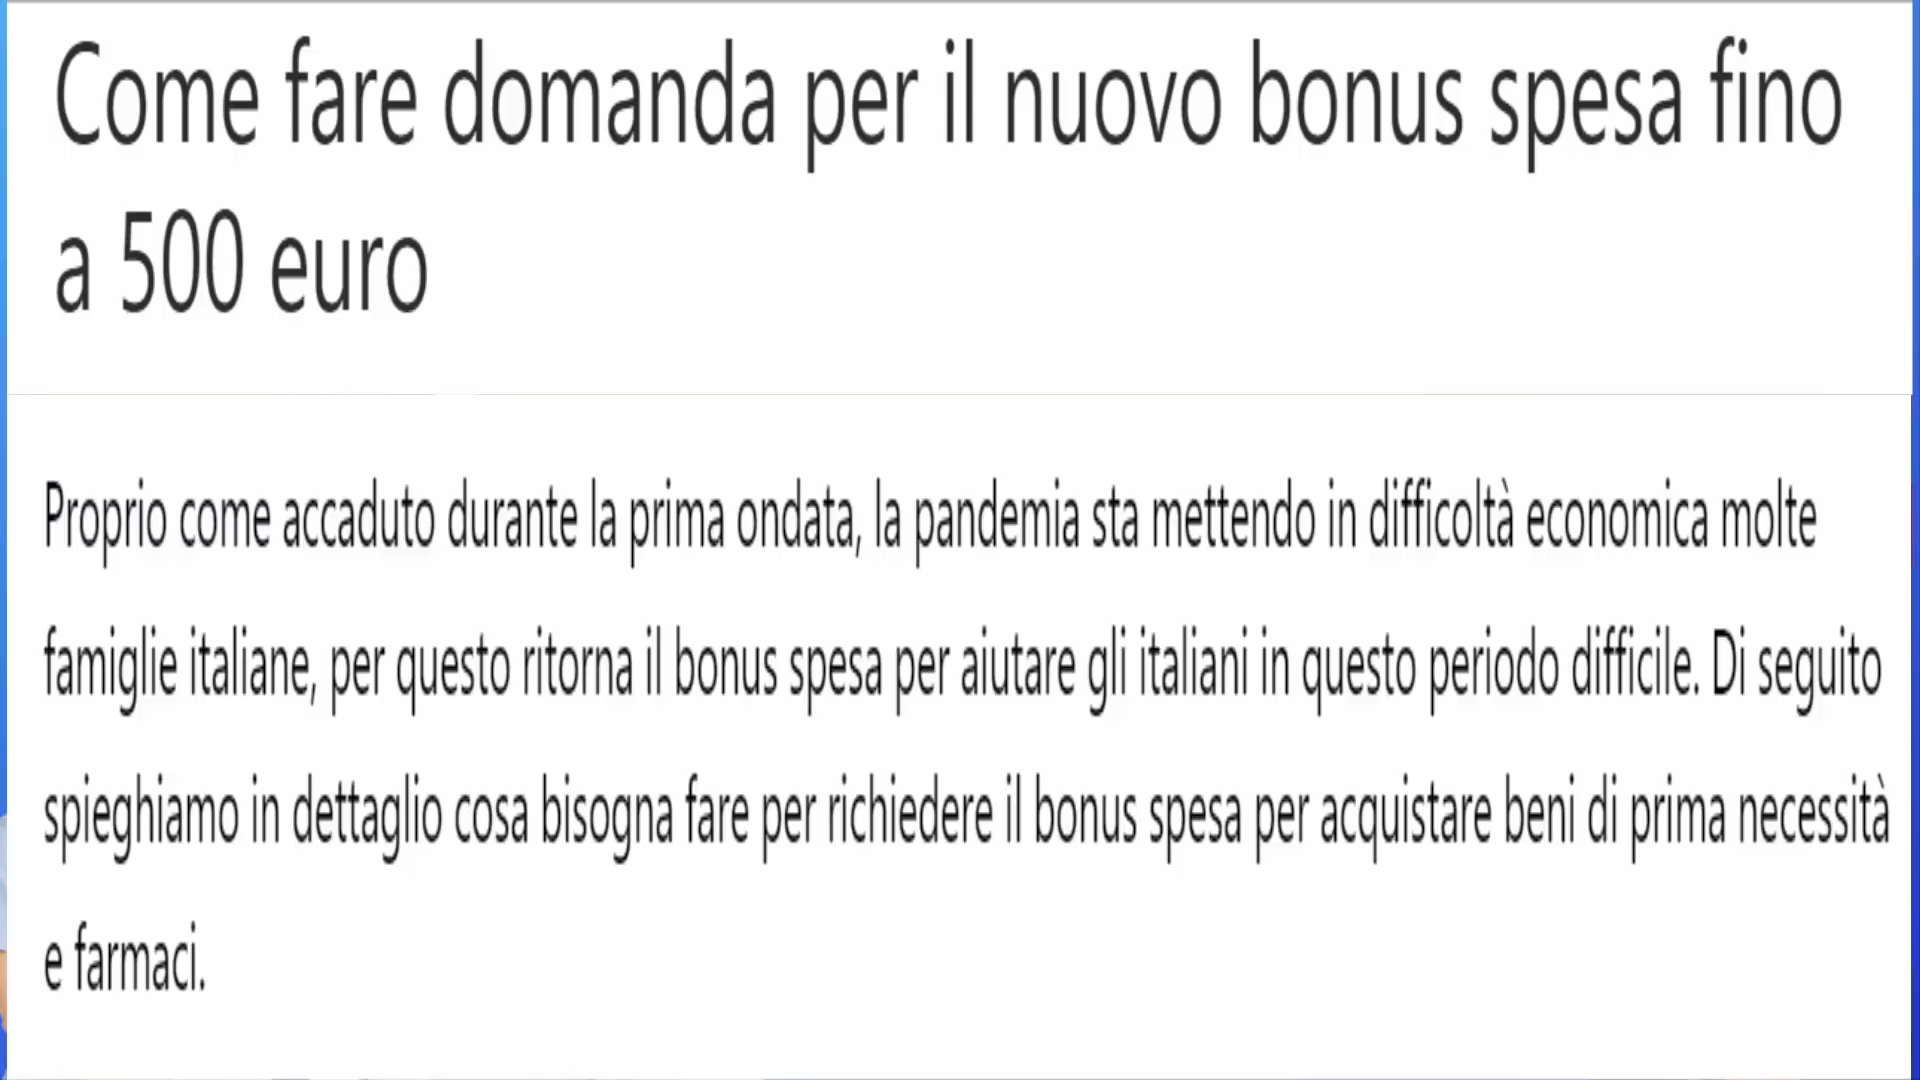 Come fare domanda per il nuovo bonus spesa fino
a 500 euro
Proprio come accaduto durante la prima ondata, la pandemia sta mettendo in difficoltà economica molte
famiglie italiane, per questo ritorna il bonus spesa per aiutare gli italiani in questo periodo difficile. Di seguito
spieghiamo in dettaglio cosa bisogna fare per richiedere il bonus spesa per acquistare beni di prima necessità
e farmaci.